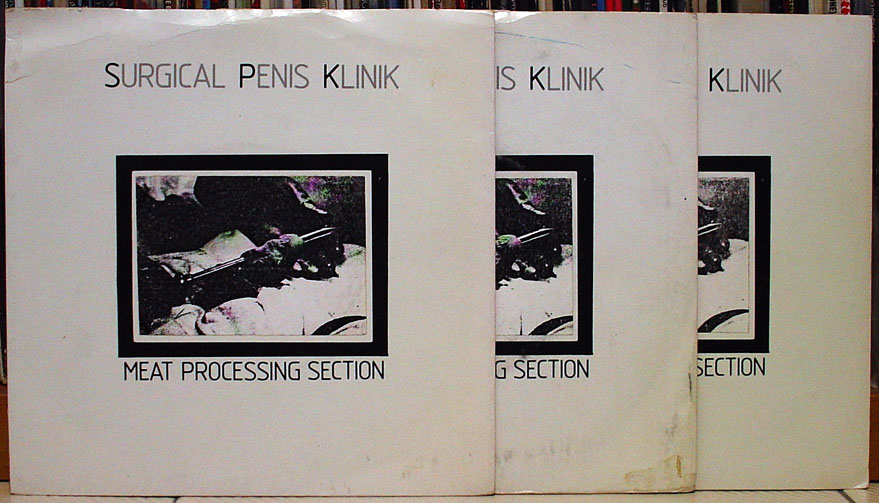 SURGICAL PENIS KLINIK
MEAT PROCESSING SECTION
IS KLINIK
G SECTION
KLINIK
SECTION